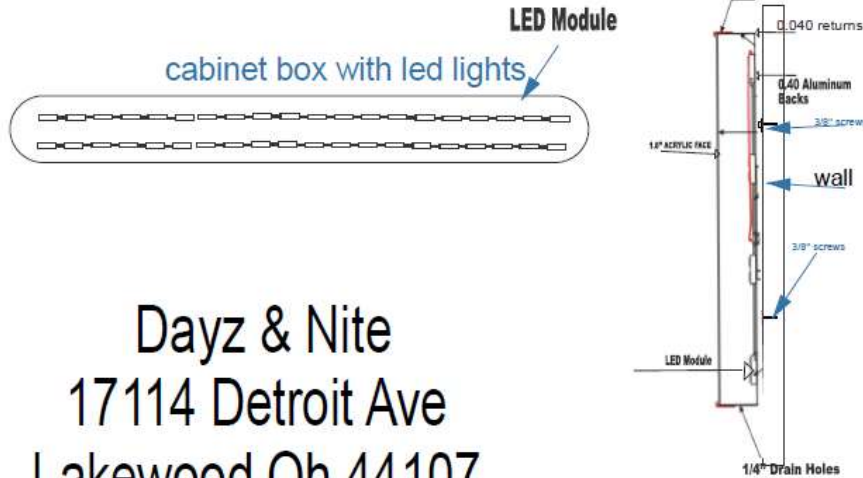 LED Module
cabinet box with led lights
0.040 returns
0.40 Aluminum
Backs
3/8" screw
1.0" ACRYLIC FACE
wall
3/8" screws
LED Module
1/4" Drain Holes
Dayz & Nite
17114 Detroit Ave
Lakewood Oh 44107